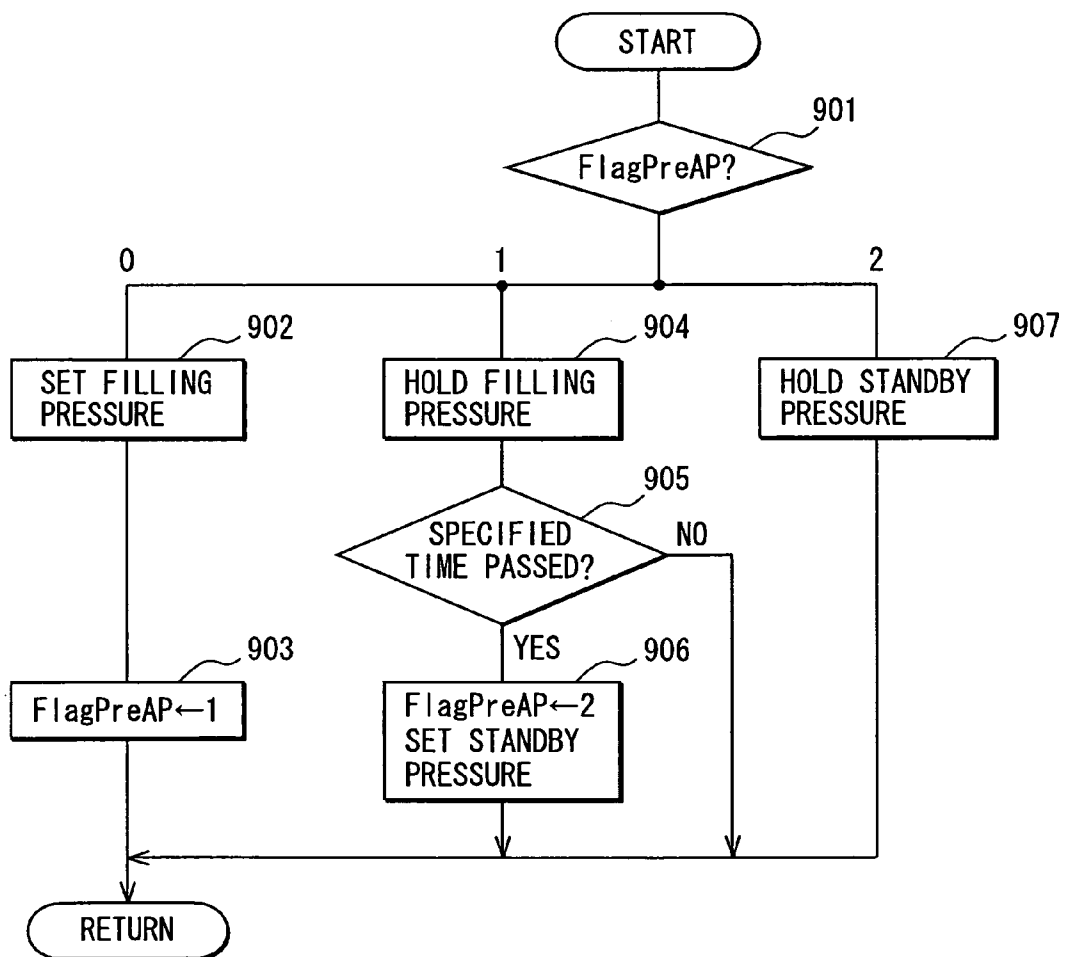 START
901
FlagPreAP?
0
1
2
902
904
907
SET FILLING
PRESSURE
HOLD FILLING
PRESSURE
HOLD STANDBY
PRESSURE
905
SPECIFIED
TIME PASSED?
NO
YES
903
906
FlagPreAP←1
FlagPreAP←2
SET STANDBY
PRESSURE
RETURN